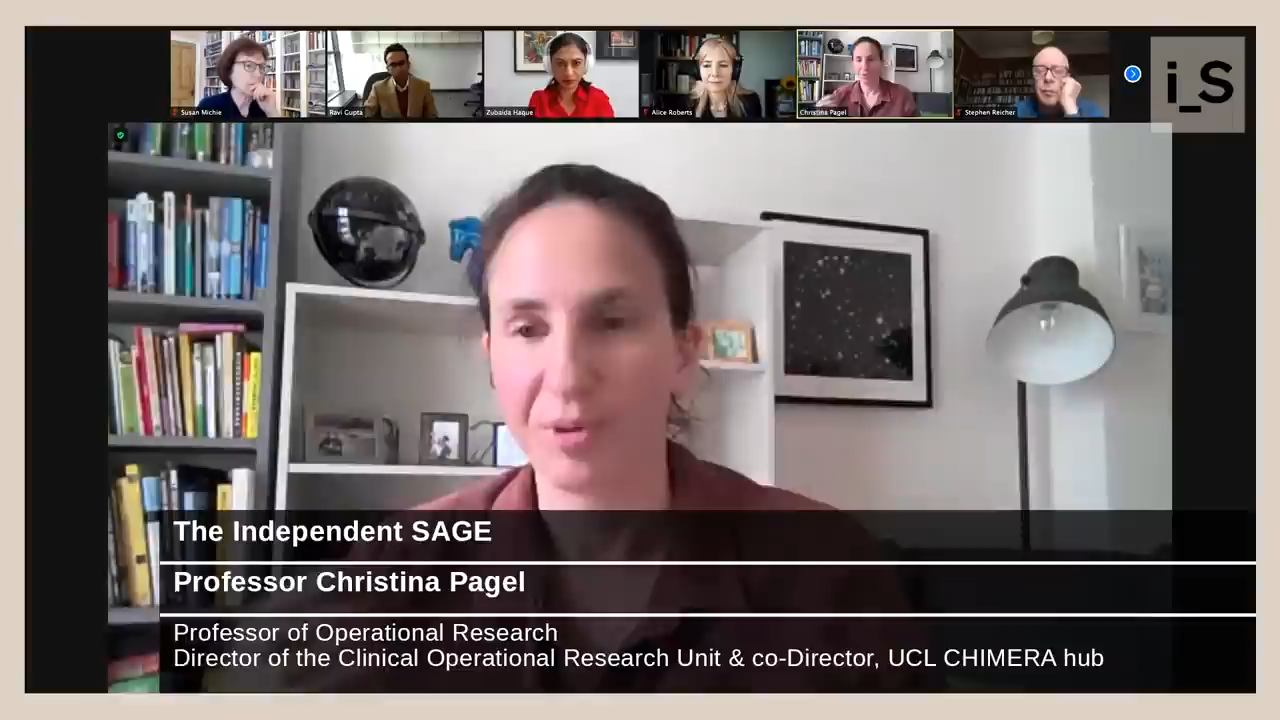 Susan Michie
Ravi Gupta
Zubaida Haque
Alice Roberts
Christina Pagel
Stephen Reicher
i_S
The Independent SAGE
Professor Christina Pagel
Professor of Operational Research
Director of the Clinical Operational Research Unit & co-Director, UCL CHIMERA hub